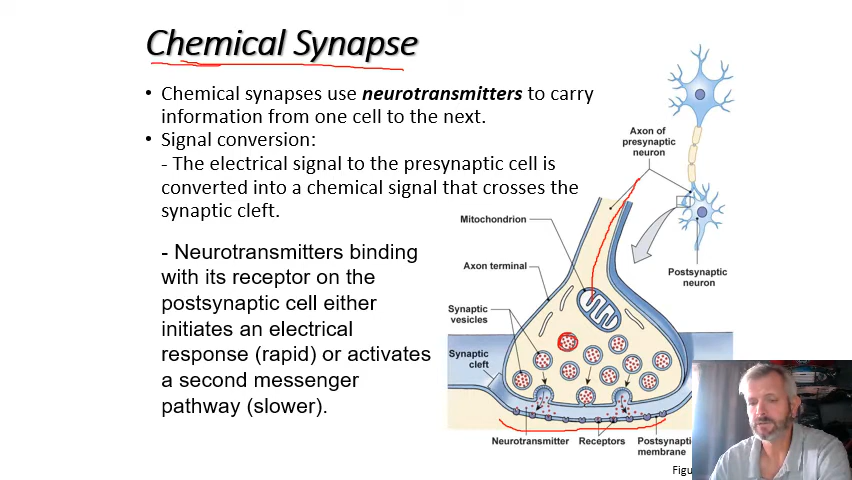 Chemical Synapse
• Chemical synapses use neurotransmitters to carry
information from one cell to the next.
• Signal conversion:
- The electrical signal to the presynaptic cell is
converted into a chemical signal that crosses the
synaptic cleft.
- Neurotransmitters binding
with its receptor on the
postsynaptic cell either
initiates an electrical
response (rapid) or activates
a second messenger
pathway (slower).
Axon of
presynaptic
neuron
Mitochondrion
Axon terminal
Postsynaptic
neuron
Synaptic
vesicles
Synaptic
cleft
Neurotransmitter
Receptors
Postsynaptic
membrane
Figu